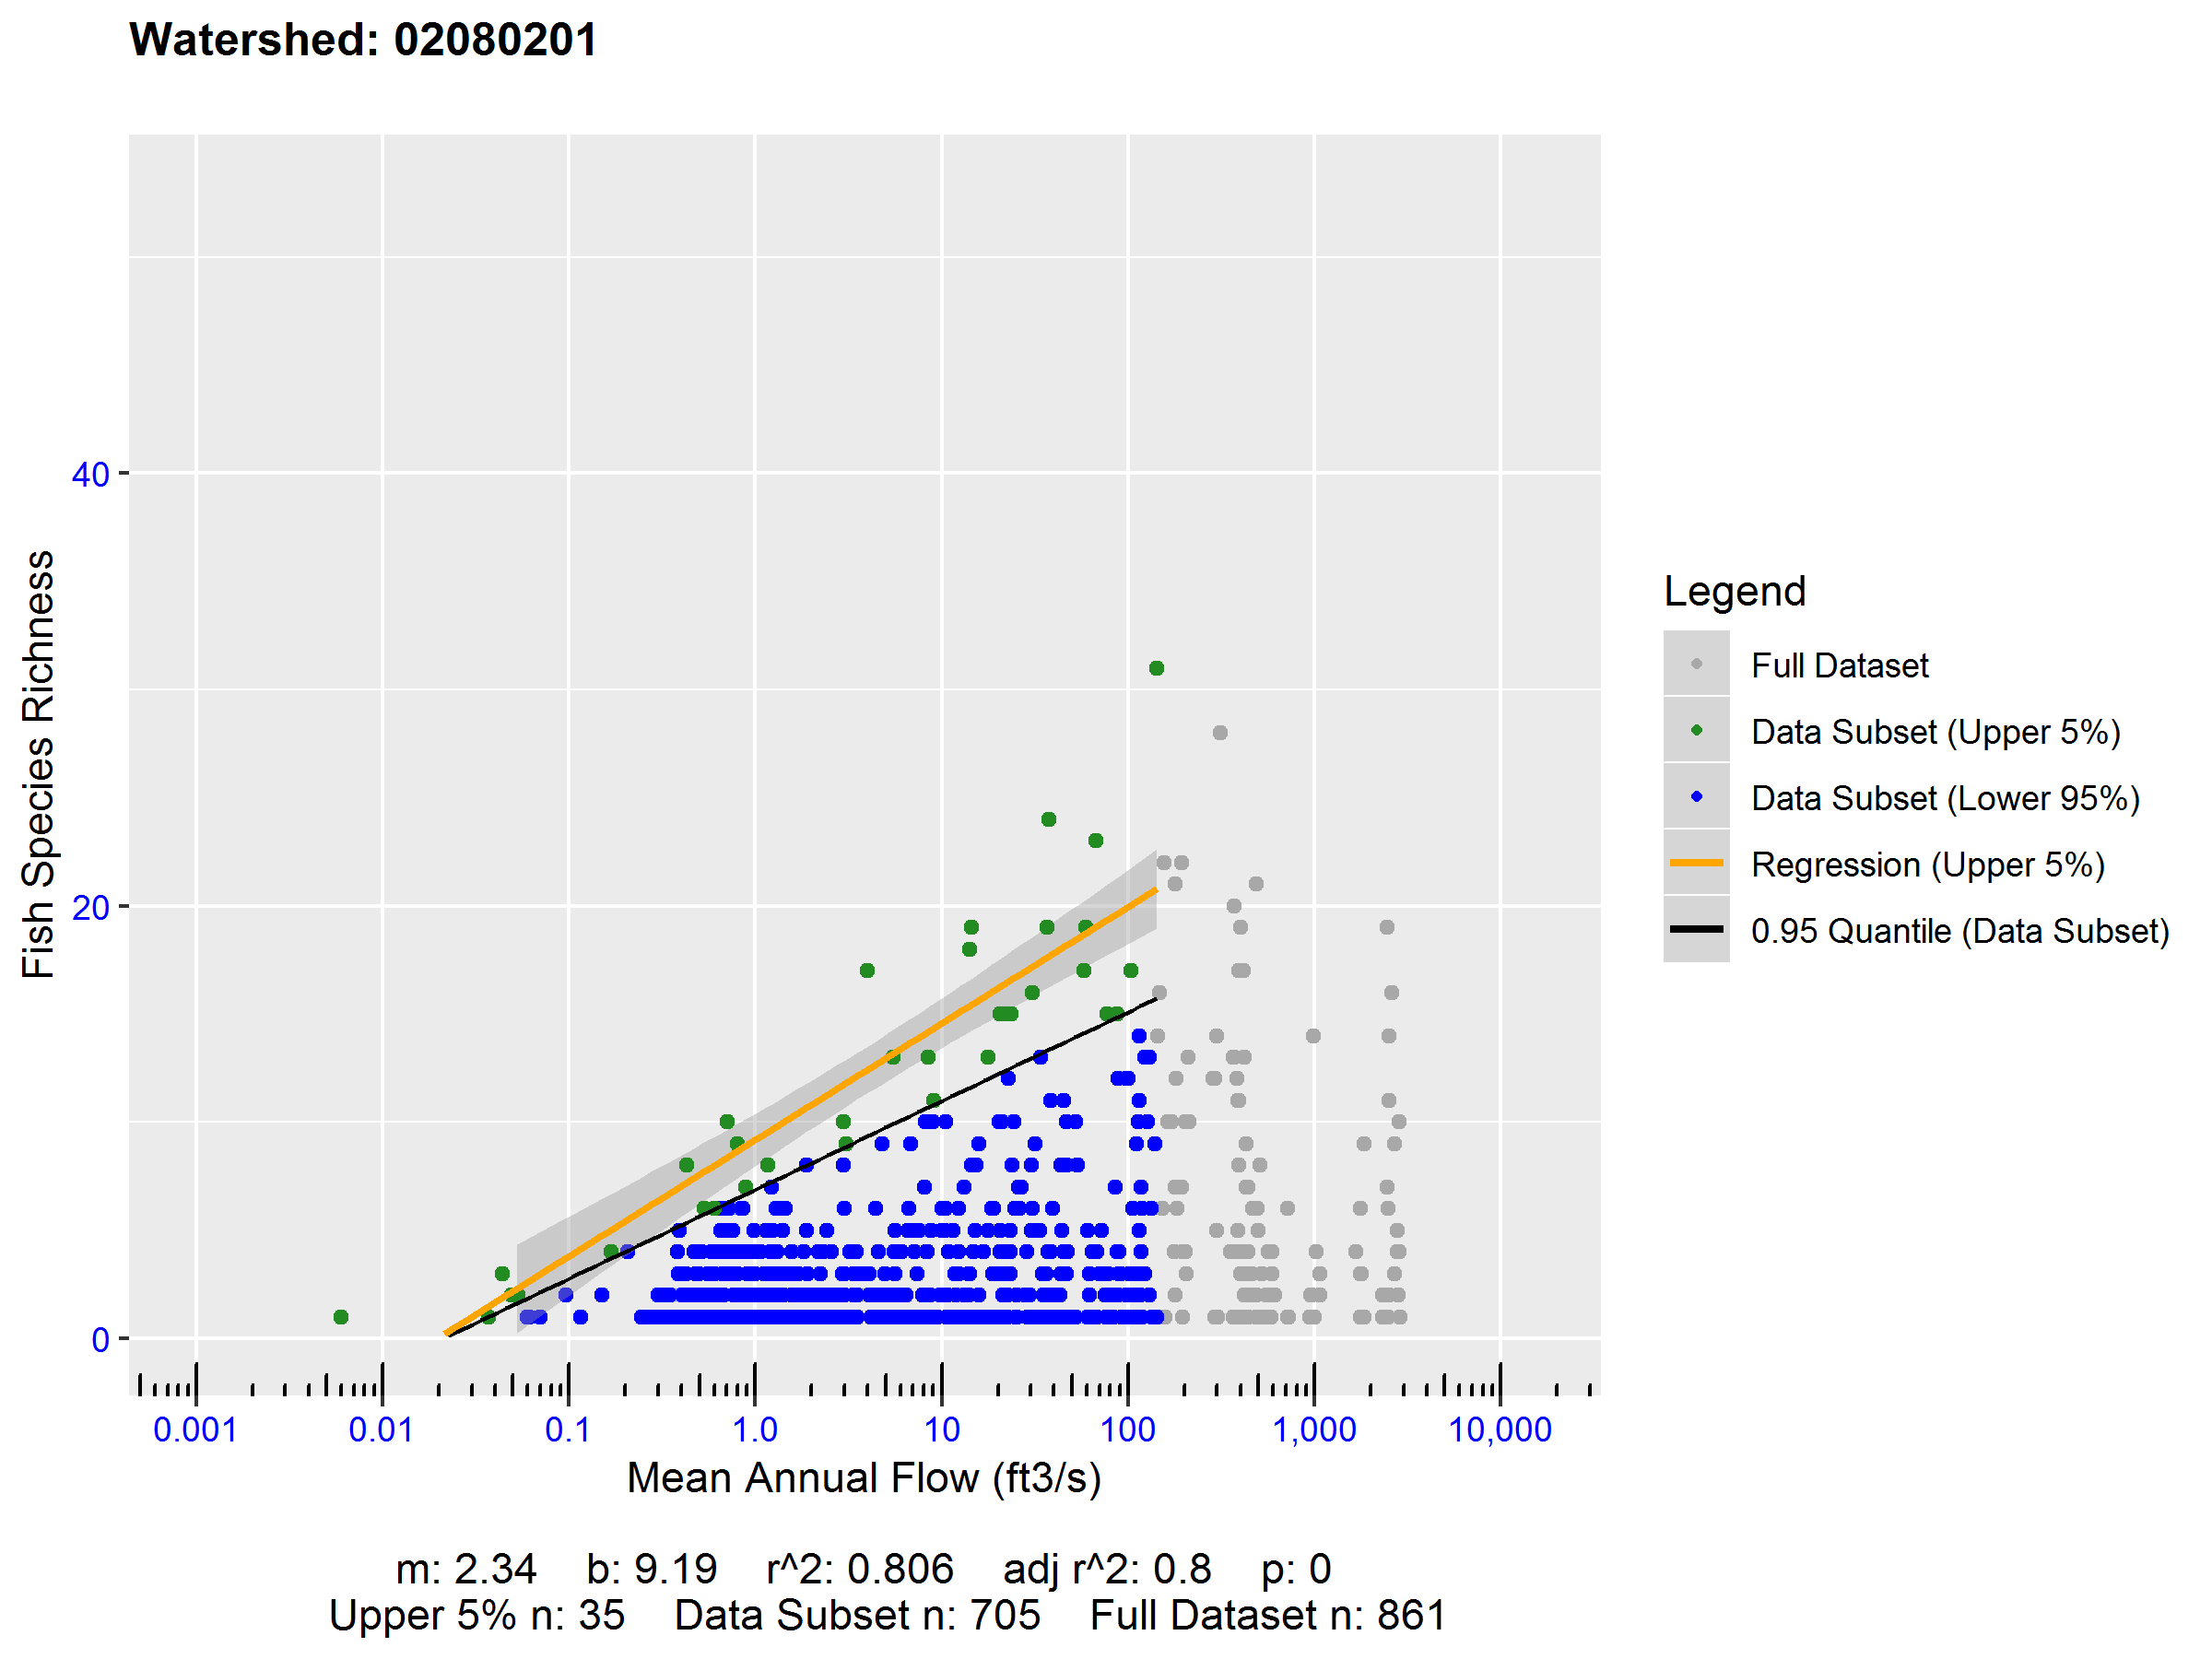 Watershed: 02080201
40
20
0
Fish Species Richness
0.001 0.01 0.1 1.0 10 100 1,000 10,000
Mean Annual Flow (ft3/s)
m: 2.34 b: 9.19 r^2: 0.806 adj r^2: 0.8 p: 0
Upper 5% n: 35 Data Subset n: 705 Full Dataset n: 861
Legend
Full Dataset
Data Subset (Upper 5%)
Data Subset (Lower 95%)
Regression (Upper 5%)
0.95 Quantile (Data Subset)